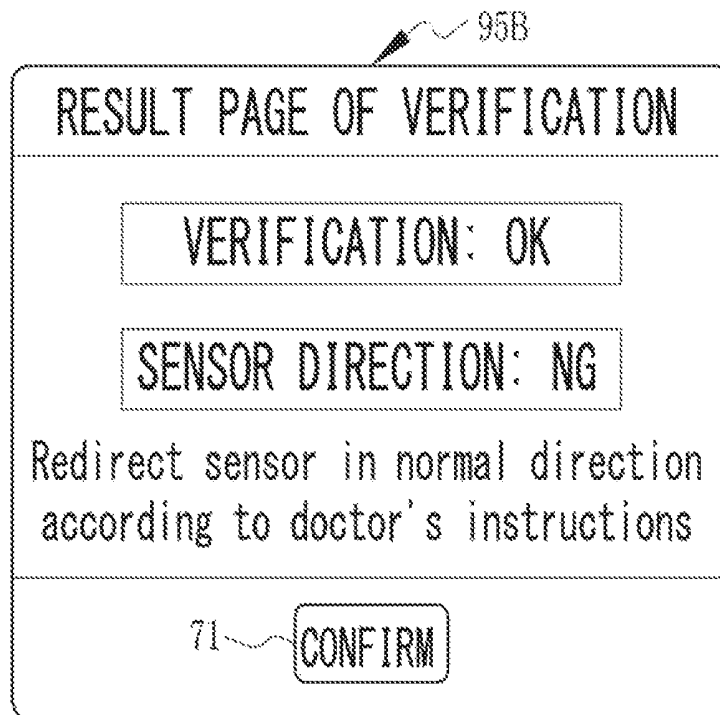 95B
RESULT PAGE OF VERIFICATION
VERIFICATION: OK
SENSOR DIRECTION: NG
Redirect sensor in normal direction
according to doctor's instructions
71
CONFIRM